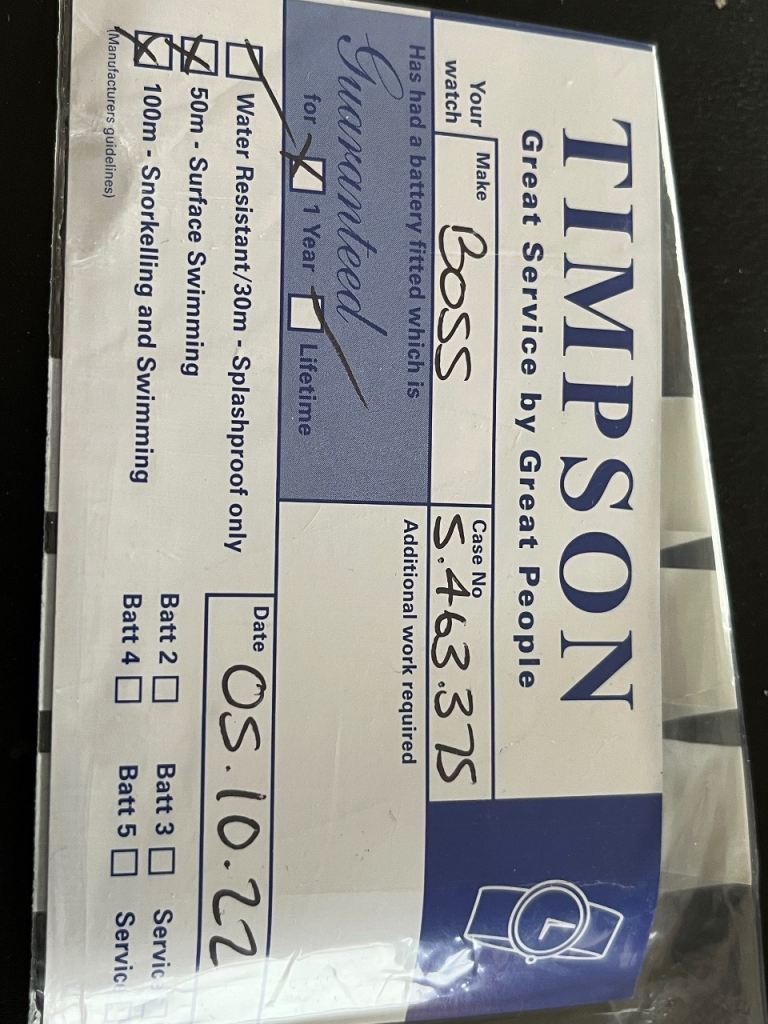 TIMPSON
Great Service by Great People
Your watch
Make BOSS
Case No 5.463.375
Has had a battery fitted which is
Guaranteed
for 1 Year Lifetime
Additional work required
Water Resistant/30m - Splashproof only
50m - Surface Swimming
100m - Snorkelling and Swimming
(Manufacturers guidelines)
Date 05.10.22
Batt 2 Batt 3
Batt 4 Batt 5